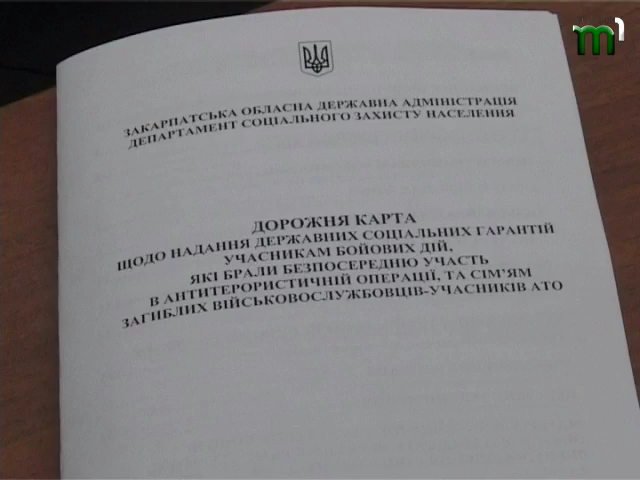 m1
ЗАКАРПАТСЬКА ОБЛАСНА ДЕРЖАВНА АДМІНІСТРАЦІЯ
ДЕПАРТАМЕНТ СОЦІАЛЬНОГО ЗАХИСТУ НАСЕЛЕННЯ
ДОРОЖНЯ КАРТА
ЩОДО НАДАННЯ ДЕРЖАВНИХ СОЦІАЛЬНИХ ГАРАНТІЙ
УЧАСНИКАМ БОЙОВИХ ДІЙ,
ЯКІ БРАЛИ БЕЗПОСЕРЕДНЮ УЧАСТЬ
В АНТИТЕРОРИСТИЧНІЙ ОПЕРАЦІЇ, ТА СІМ'ЯМ
ЗАГИБЛИХ ВІЙСЬКОВОСЛУЖБОВЦІВ-УЧАСНИКІВ АТО